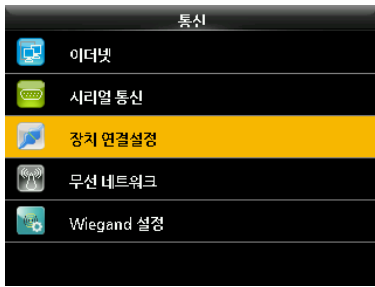 통신
이더넷
시리얼 통신
장치 연결설정
무선 네트워크
Wiegand 설정